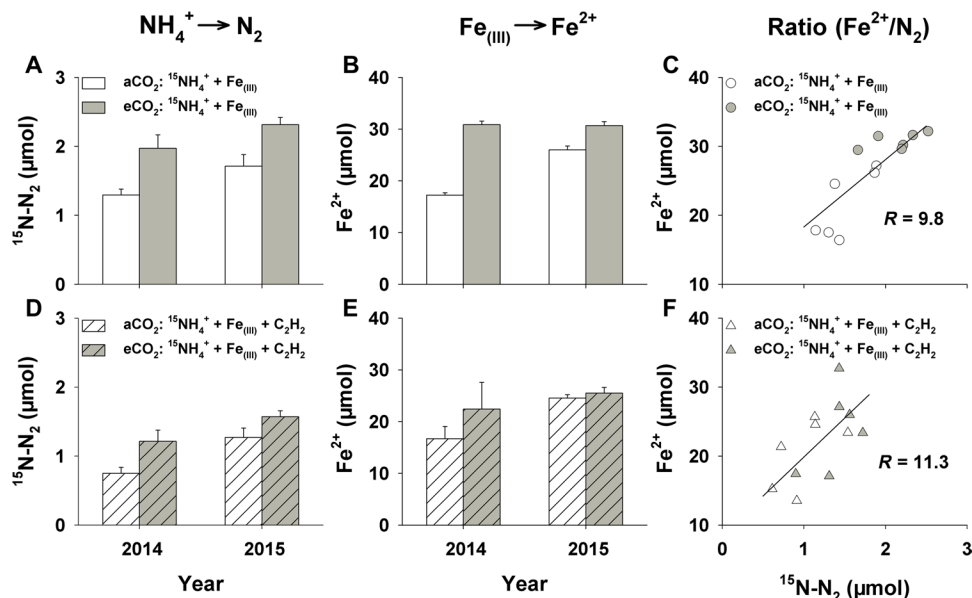 NH₄⁺ → N₂
Fe(III) → Fe²⁺
Ratio (Fe²⁺/N₂)
A
3
2
1
0
¹⁵N-N₂ (µmol)
aCO₂: ¹⁵NH₄⁺ + Fe(III)
eCO₂: ¹⁵NH₄⁺ + Fe(III)
B
40
30
20
10
0
Fe²⁺ (µmol)
C
40
30
20
10
Fe²⁺ (µmol)
aCO₂: ¹⁵NH₄⁺ + Fe(III)
eCO₂: ¹⁵NH₄⁺ + Fe(III)
R = 9.8
D
3
2
1
0
¹⁵N-N₂ (µmol)
aCO₂: ¹⁵NH₄⁺ + Fe(III) + C₂H₂
eCO₂: ¹⁵NH₄⁺ + Fe(III) + C₂H₂
2014 2015
Year
E
40
30
20
10
0
Fe²⁺ (µmol)
2014 2015
Year
F
40
30
20
10
Fe²⁺ (µmol)
aCO₂: ¹⁵NH₄⁺ + Fe(III) + C₂H₂
eCO₂: ¹⁵NH₄⁺ + Fe(III) + C₂H₂
R = 11.3
0 1 2 3
¹⁵N-N₂ (µmol)